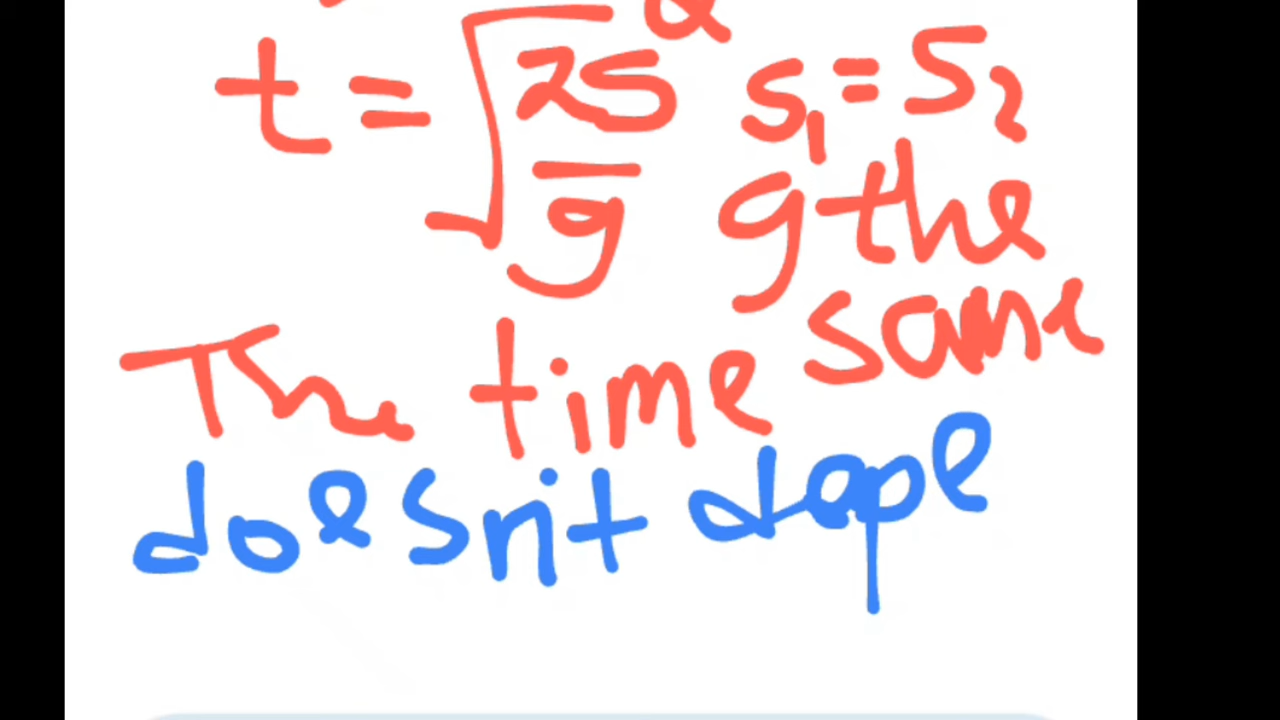 t = √2s/g s₁ = s₂
g the
The time same
doesn't depe